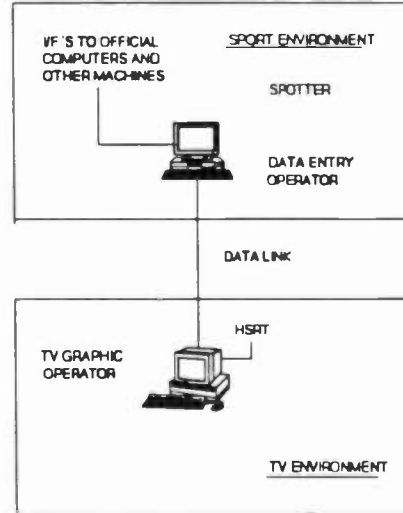 I/F'S TO OFFICIAL
COMPUTERS AND
OTHER MACHINES
SPORT ENVIRONMENT
SPOTTER
DATA ENTRY
OPERATOR
DATA LINK
HSRT
TV GRAPHIC
OPERATOR
TV ENVIRONMENT